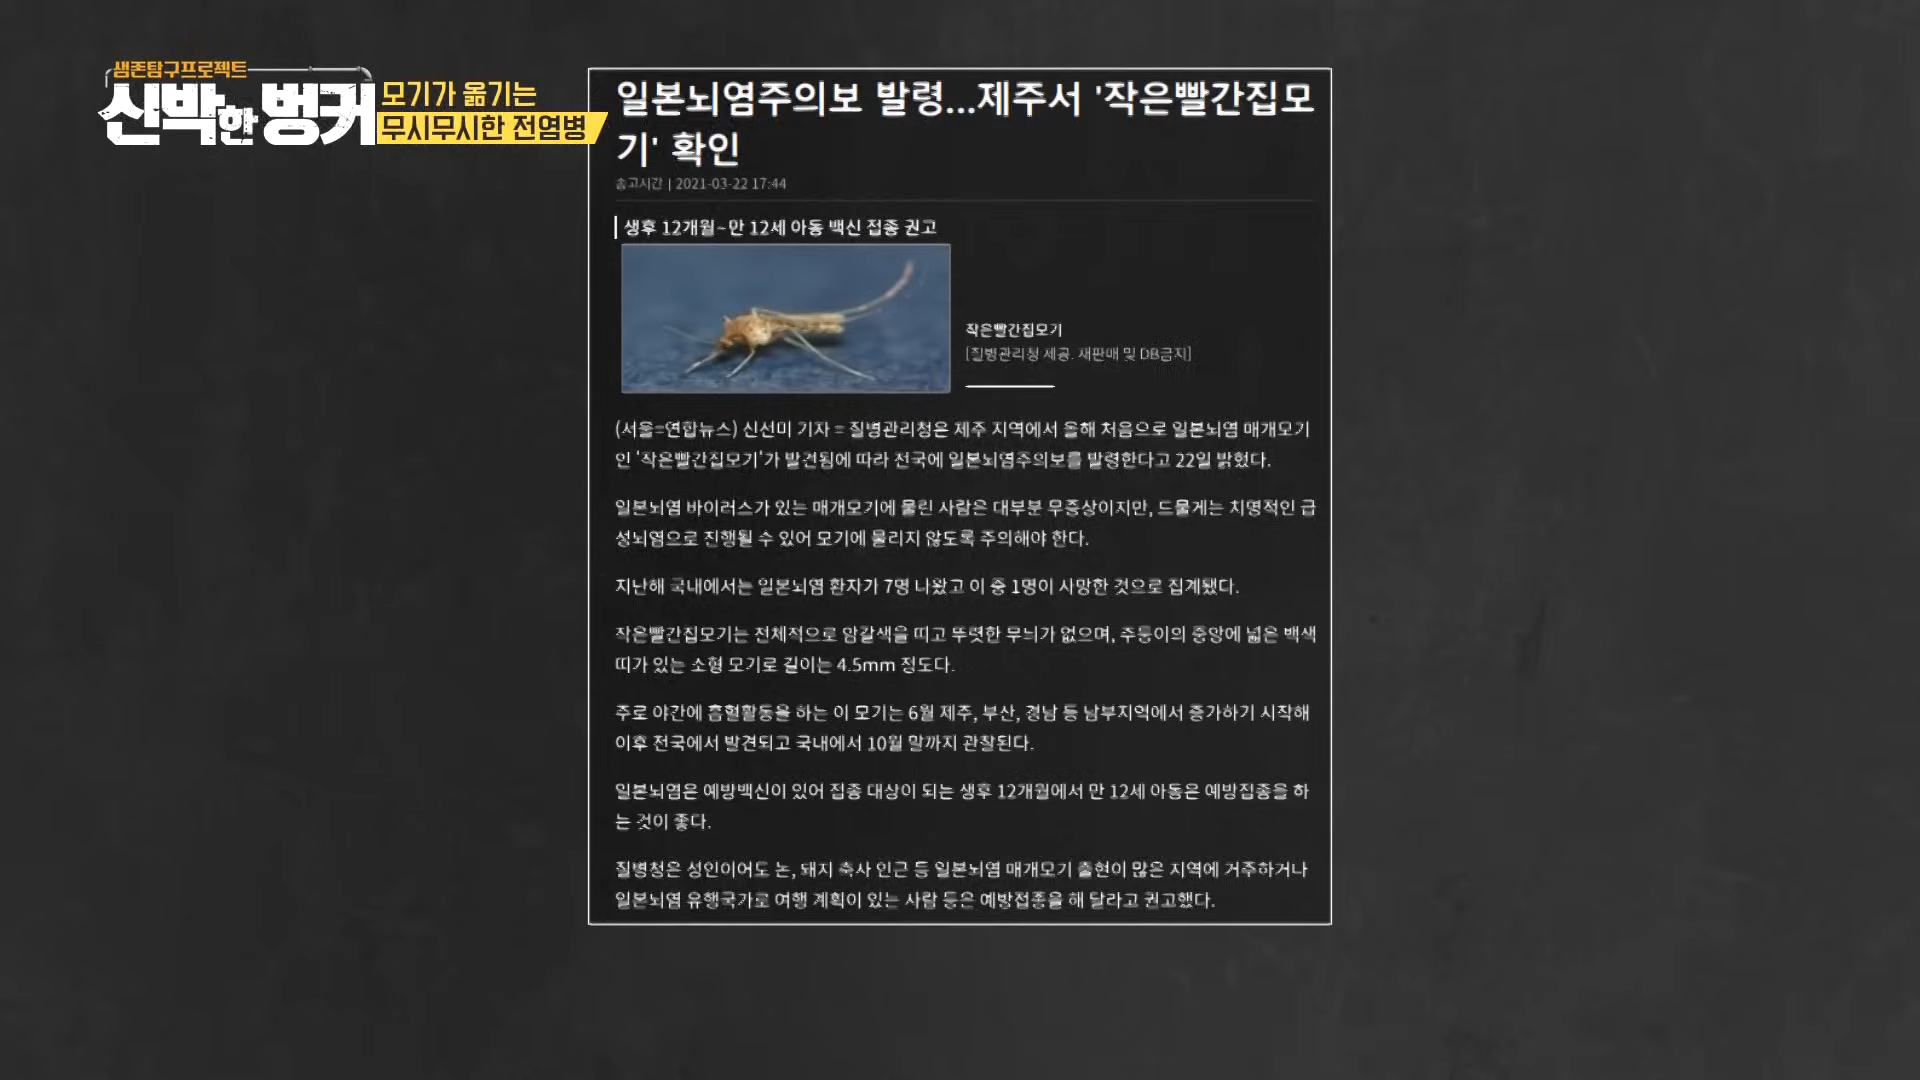 생존탐구프로젝트
신박한 벙커
모기가 옮기는
무시무시한 전염병
일본뇌염주의보 발령...제주서 '작은빨간집모
기' 확인
송고시간 | 2021-03-22 17:44
생후 12개월~만 12세 아동 백신 접종 권고
작은빨간집모기
[질병관리청 제공. 재판매 및 DB금지]
(서울=연합뉴스) 신선미 기자 = 질병관리청은 제주 지역에서 올해 처음으로 일본뇌염 매개모기
인 '작은빨간집모기'가 발견됨에 따라 전국에 일본뇌염주의보를 발령한다고 22일 밝혔다.
일본뇌염 바이러스가 있는 매개모기에 물린 사람은 대부분 무증상이지만, 드물게는 치명적인 급
성뇌염으로 진행될 수 있어 모기에 물리지 않도록 주의해야 한다.
지난해 국내에서는 일본뇌염 환자가 7명 나왔고 이 중 1명이 사망한 것으로 집계됐다.
작은빨간집모기는 전체적으로 암갈색을 띠고 뚜렷한 무늬가 없으며, 주둥이의 중앙에 넓은 백색
띠가 있는 소형 모기로 길이는 4.5mm 정도다.
주로 야간에 흡혈활동을 하는 이 모기는 6월 제주, 부산, 경남 등 남부지역에서 증가하기 시작해
이후 전국에서 발견되고 국내에서 10월 말까지 관찰된다.
일본뇌염은 예방백신이 있어 접종 대상이 되는 생후 12개월에서 만 12세 아동은 예방접종을 하
는 것이 좋다.
질병청은 성인이어도 논, 돼지 축사 인근 등 일본뇌염 매개모기 출현이 많은 지역에 거주하거나
일본뇌염 유행국가로 여행 계획이 있는 사람 등은 예방접종을 해 달라고 권고했다.